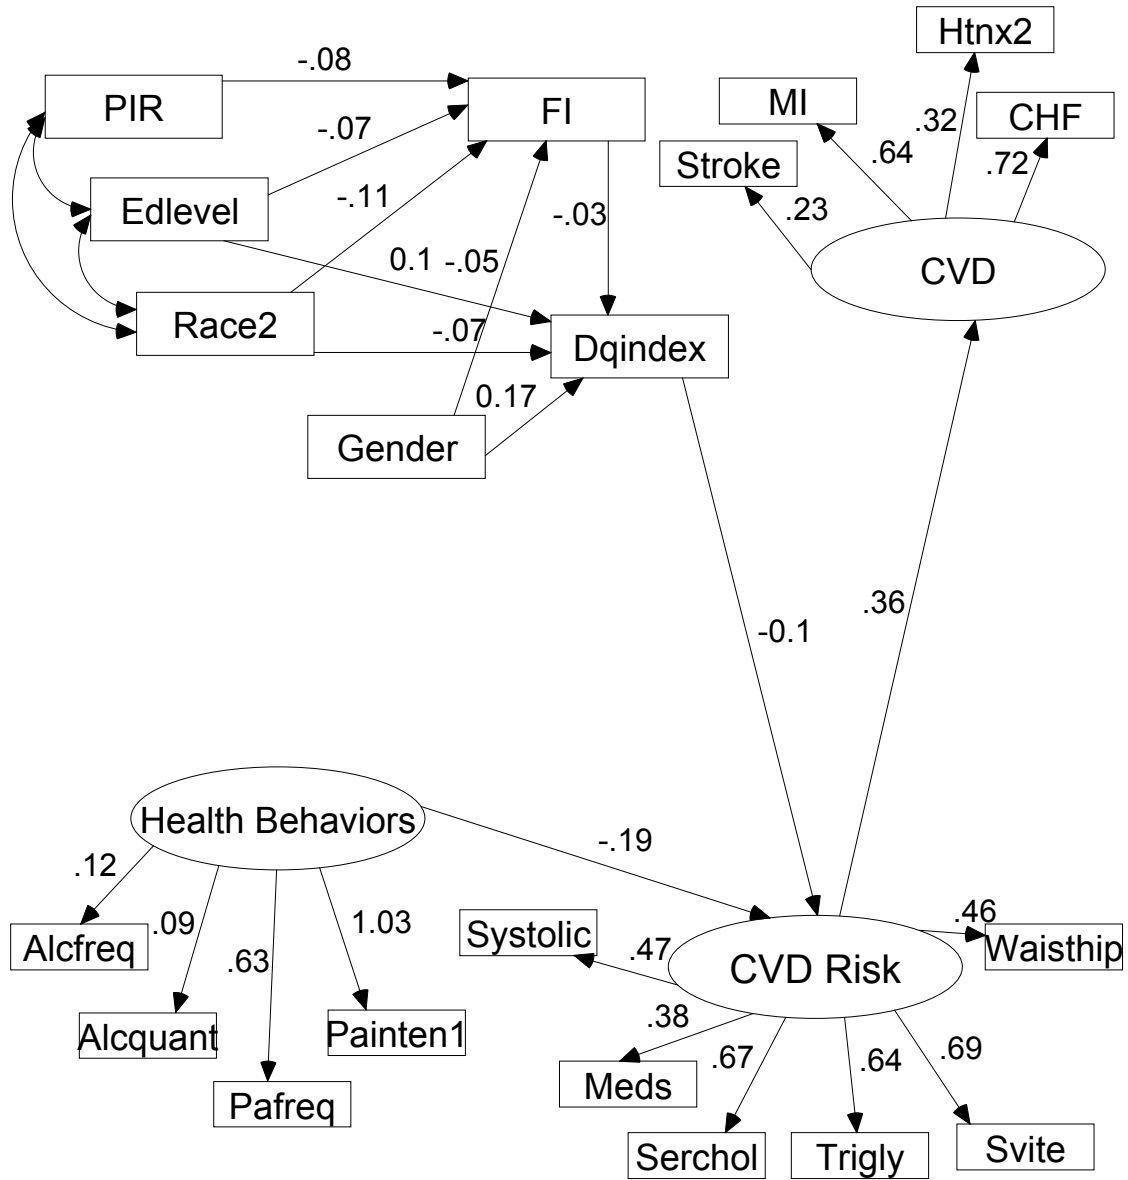 Htnx2
-.08
PIR
FI
MI
.32
CHF
-.07
.64
.72
Stroke
Edlevel
-.11
-.03
.23
0.1
-.05
CVD
Race2
-.07
Dqindex
0.17
Gender
.36
-0.1
Health Behaviors
-.19
.12
.09
1.03
.46
Alcfreq
.63
Systolic
.47
CVD Risk
Waisthip
Alcquant
Painten1
.38
.67
.64
.69
Meds
Pafreq
Serchol
Trigly
Svite